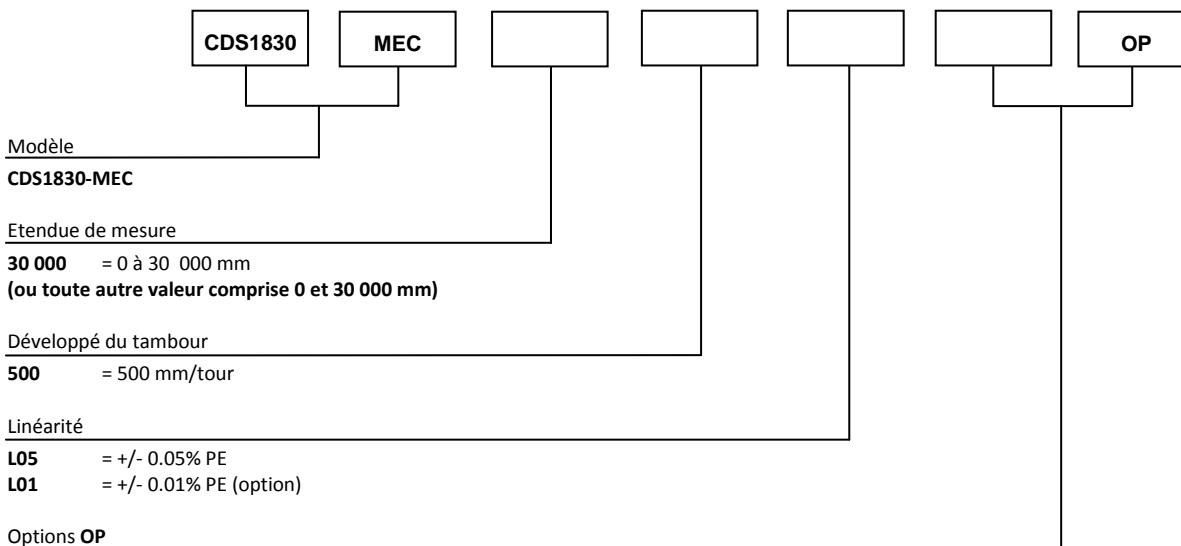 CDS1830 MEC OP
Modèle
CDS1830-MEC
Etendue de mesure
30 000 = 0 à 30 000 mm
(ou toute autre valeur comprise 0 et 30 000 mm)
Développé du tambour
500 = 500 mm/tour
Linéarité
L05 = +/- 0.05% PE
L01 = +/- 0.01% PE (option)
Options OP